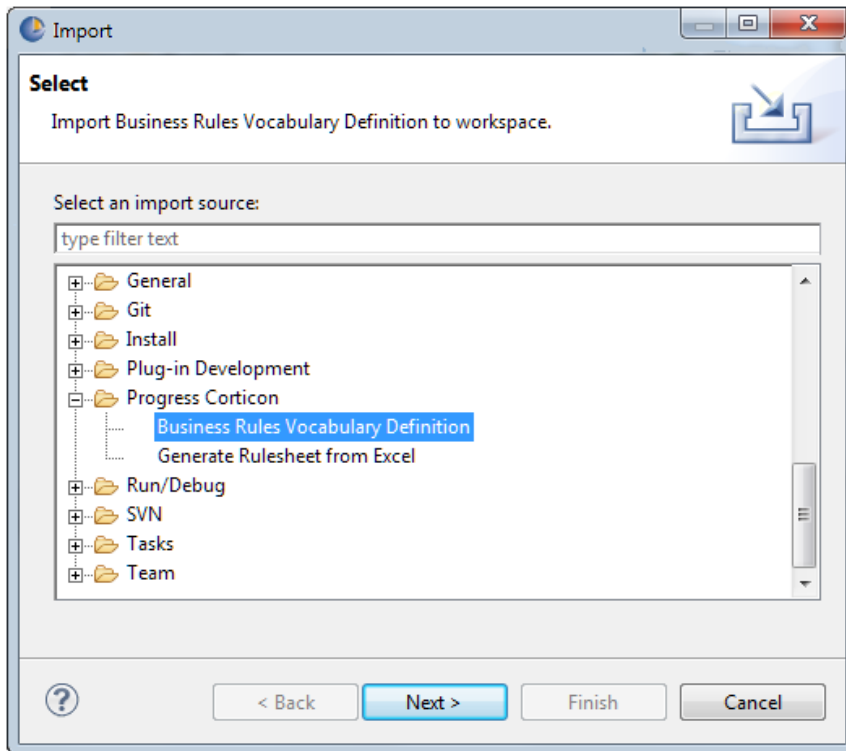 Import
Select
Import Business Rules Vocabulary Definition to workspace.
Select an import source:
type filter text
General
Git
Install
Plug-in Development
Progress Corticon
Business Rules Vocabulary Definition
Generate Rulesheet from Excel
Run/Debug
SVN
Tasks
Team
< Back
Next >
Finish
Cancel